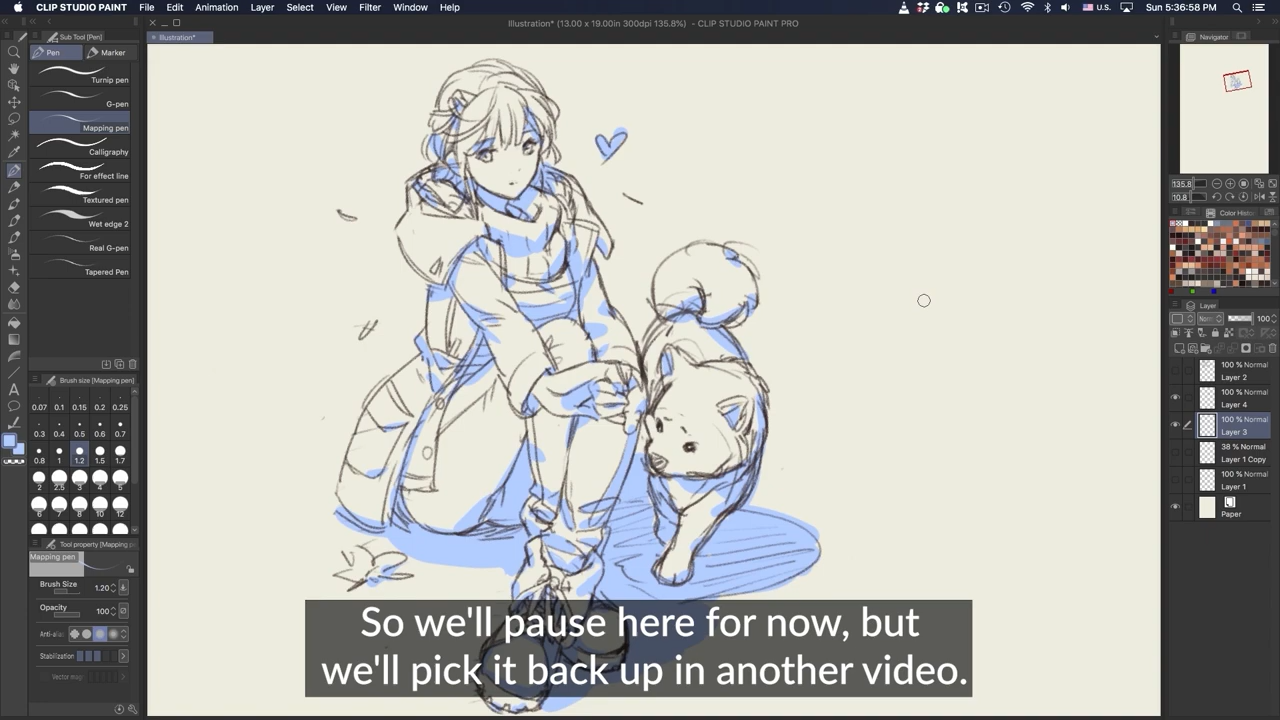 CLIP STUDIO PAINT PRO File Edit Animation Layer Select View Filter Window Help U.S. Sun 5:36:58 PM
Illustration* (13.00 x 19.00in 300dpi 135.8%) - CLIP STUDIO PAINT PRO
Sub Tool [Pen]
Illustration*
Navigator
Pen Marker
Turnip pen
G-pen
Mapping pen
Calligraphy
For effect line
Textured pen
Wet edge 2
Real G-pen
Tapered Pen
135.8
10.8
Color History
Layer
Normal 100
100 % Normal
Layer 2
100 % Normal
Layer 4
100 % Normal
Layer 3
38 % Normal
Layer 1 Copy
100 % Normal
Layer 1
Paper
Brush size [Mapping pen]
0.07 0.1 0.15 0.2 0.25
0.3 0.4 0.5 0.6 0.7
0.8 1 1.2 1.5 1.7
2 2.5 3 4 5
6 7 8 10 12
Tool property [Mapping pen]
Mapping pen
Brush Size 1.20
Opacity 100
Anti-alias
Stabilization
Vector mag
So we'll pause here for now, but
we'll pick it back up in another video.